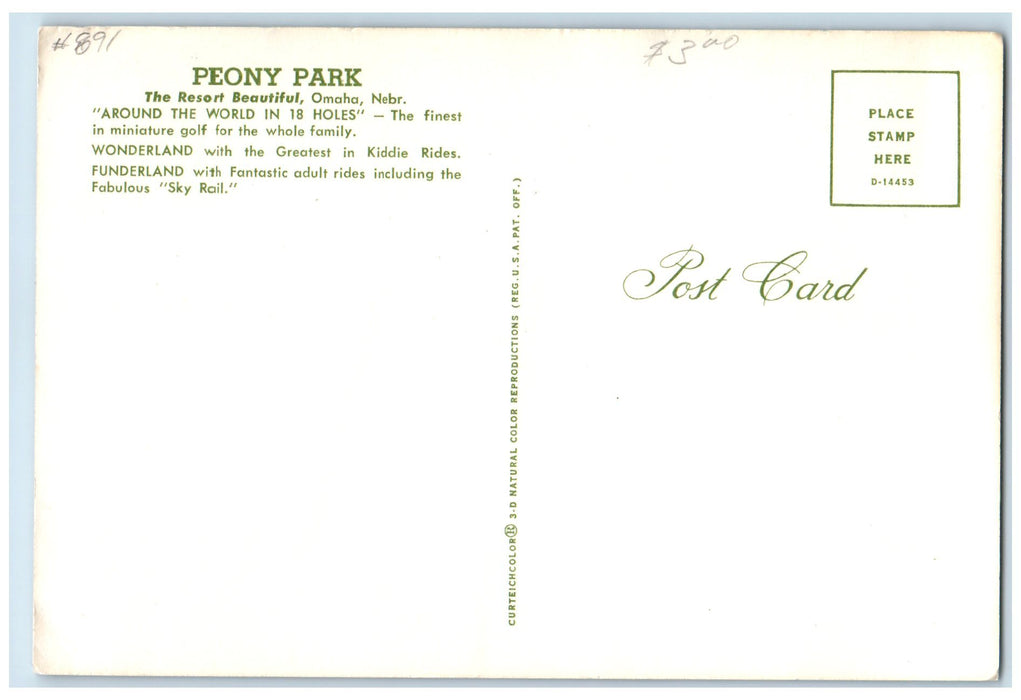 #891
$3.00
PEONY PARK
The Resort Beautiful, Omaha, Nebr.
"AROUND THE WORLD IN 18 HOLES" — The finest
in miniature golf for the whole family.
WONDERLAND with the Greatest in Kiddie Rides.
FUNDERLAND with Fantastic adult rides including the
Fabulous "Sky Rail."
PLACE
STAMP
HERE
D-14453
Post Card
CURTEICHCOLOR® 3-D NATURAL COLOR REPRODUCTIONS (REG. U.S.A. PAT. OFF.)